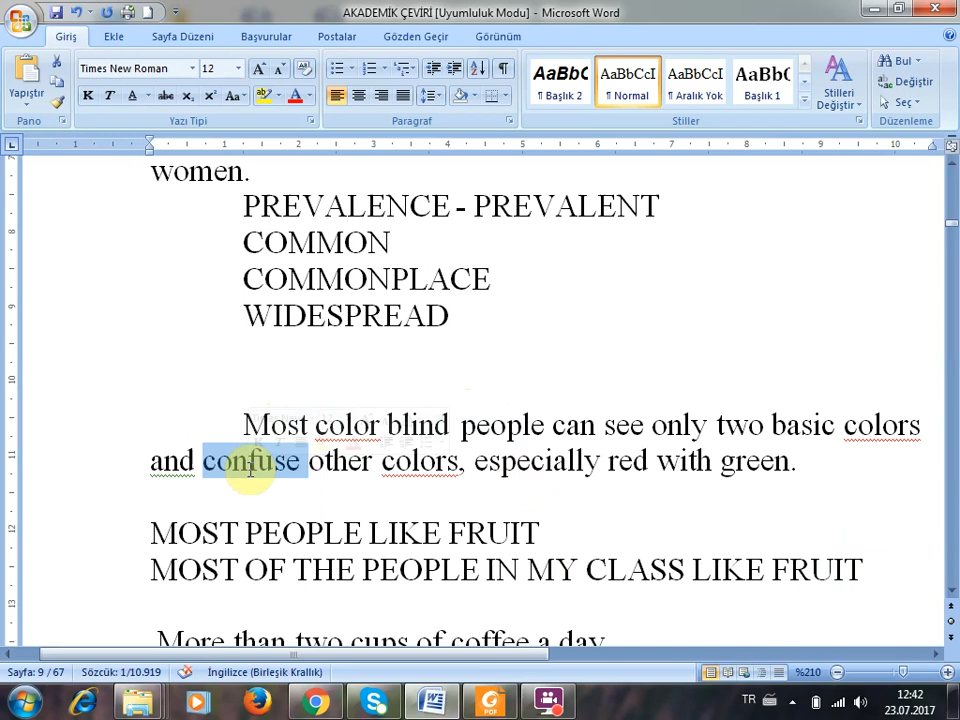 AKADEMİK ÇEVİRİ [Uyumluluk Modu] - Microsoft Word
Giriş Ekle Sayfa Düzeni Başvurular Postalar Gözden Geçir Görünüm
Times New Roman 12
Yapıştır
Pano Yazı Tipi Paragraf Stiller Düzenleme
AaBbC AaBbCcI AaBbCcI AaBbC
¶ Başlık 2 ¶ Normal ¶ Aralık Yok ¶ Başlık 1
Stilleri Değiştir
Bul
Değiştir
Seç
women.
PREVALENCE - PREVALENT
COMMON
COMMONPLACE
WIDESPREAD
Most color blind people can see only two basic colors
and confuse other colors, especially red with green.
MOST PEOPLE LIKE FRUIT
MOST OF THE PEOPLE IN MY CLASS LIKE FRUIT
More than two cups of coffee a day
Sayfa: 9 / 67 Sözcük: 1/10.919 İngilizce (Birleşik Krallık) %210
TR 12:42
23.07.2017